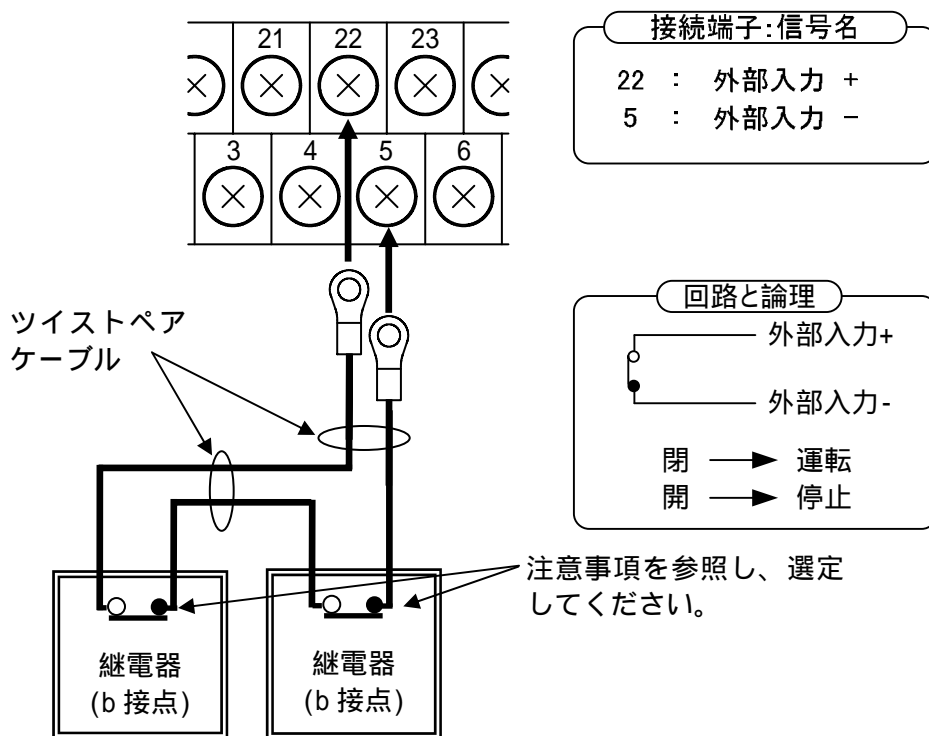 21 22 23
3 4 5 6
接続端子:信号名
22 : 外部入力 +
5 : 外部入力 −
ツイストペア
ケーブル
回路と論理
外部入力+
外部入力-
閉 運転
開 停止
注意事項を参照し、選定
してください。
継電器
(b 接点)
継電器
(b 接点)